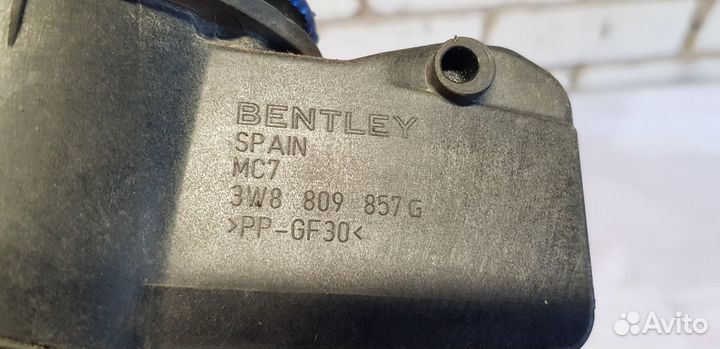 BENTLEY
SPAIN
MC7
3W8 809 857 G
>PP-GF30<
Avito